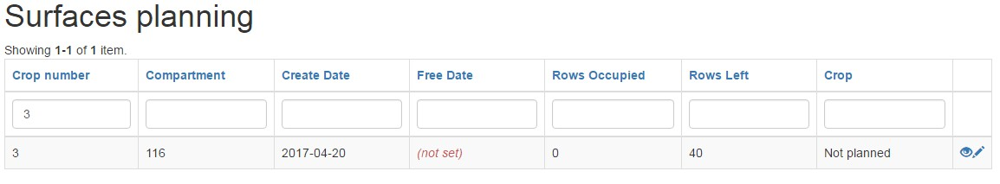 Surfaces planning
Showing 1-1 of 1 item.
Crop number Compartment Create Date Free Date Rows Occupied Rows Left Crop
3
3 116 2017-04-20 (not set) 0 40 Not planned